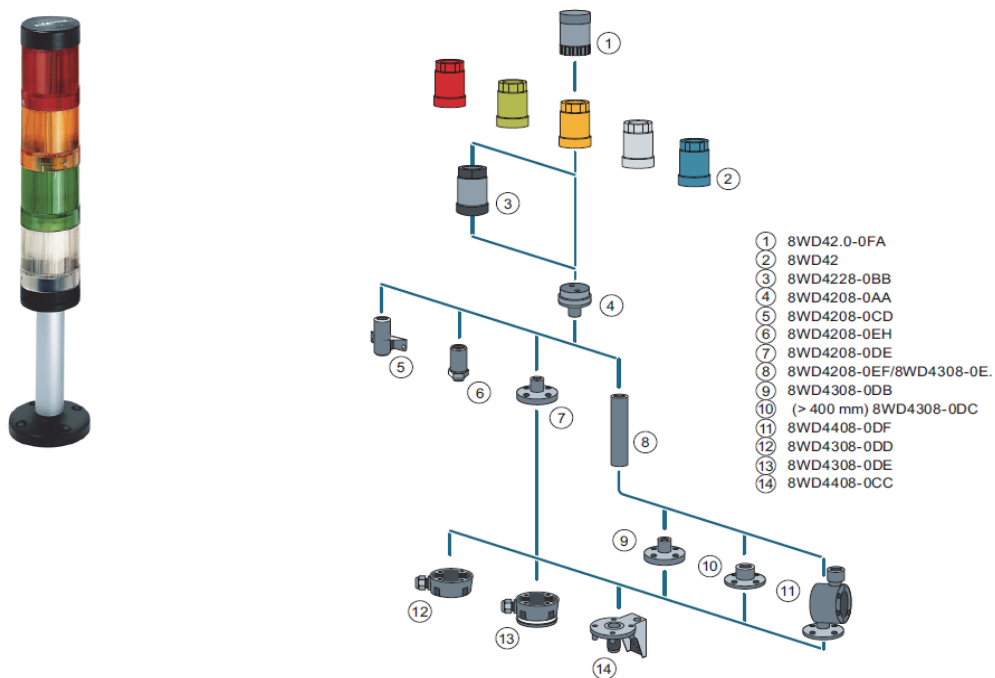 1
2
3
4
5
6
7
8
9
10
11
12
13
14
1 8WD42.0-0FA
2 8WD42
3 8WD4228-0BB
4 8WD4208-0AA
5 8WD4208-0CD
6 8WD4208-0EH
7 8WD4208-0DE
8 8WD4208-0EF/8WD4308-0E.
9 8WD4308-0DB
10 (> 400 mm) 8WD4308-0DC
11 8WD4408-0DF
12 8WD4308-0DD
13 8WD4308-0DE
14 8WD4408-0CC